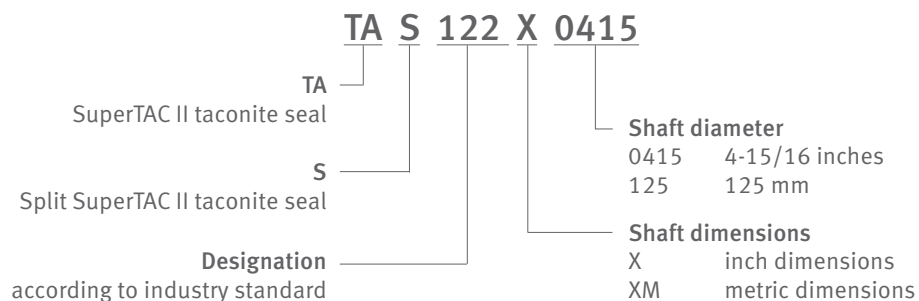 TA S 122 X 0415
TA
SuperTAC II taconite seal
S
Split SuperTAC II taconite seal
Designation
according to industry standard
Shaft diameter
0415 4-15/16 inches
125 125 mm
Shaft dimensions
X inch dimensions
XM metric dimensions